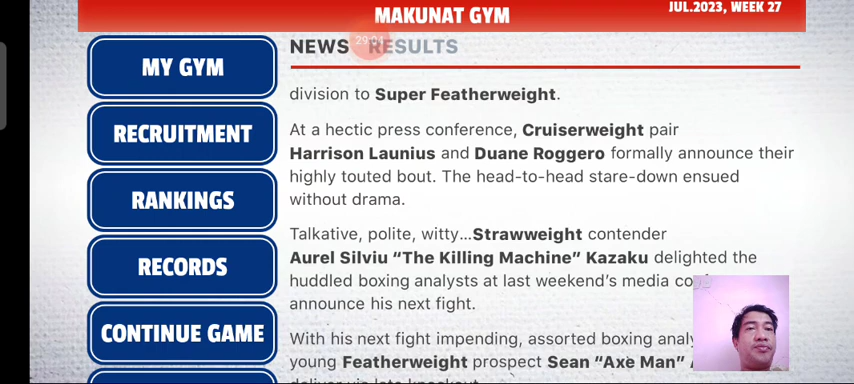 MAKUNAT GYM
JUL.2023, WEEK 27
MY GYM
RECRUITMENT
RANKINGS
RECORDS
CONTINUE GAME
NEWS RESULTS
29:04
division to Super Featherweight.
At a hectic press conference, Cruiserweight pair
Harrison Launius and Duane Roggero formally announce their
highly touted bout. The head-to-head stare-down ensued
without drama.
Talkative, polite, witty...Strawweight contender
Aurel Silviu “The Killing Machine” Kazaku delighted the
huddled boxing analysts at last weekend’s media
announce his next fight.
With his next fight impending, assorted boxing
young Featherweight prospect Sean “Axe Man”